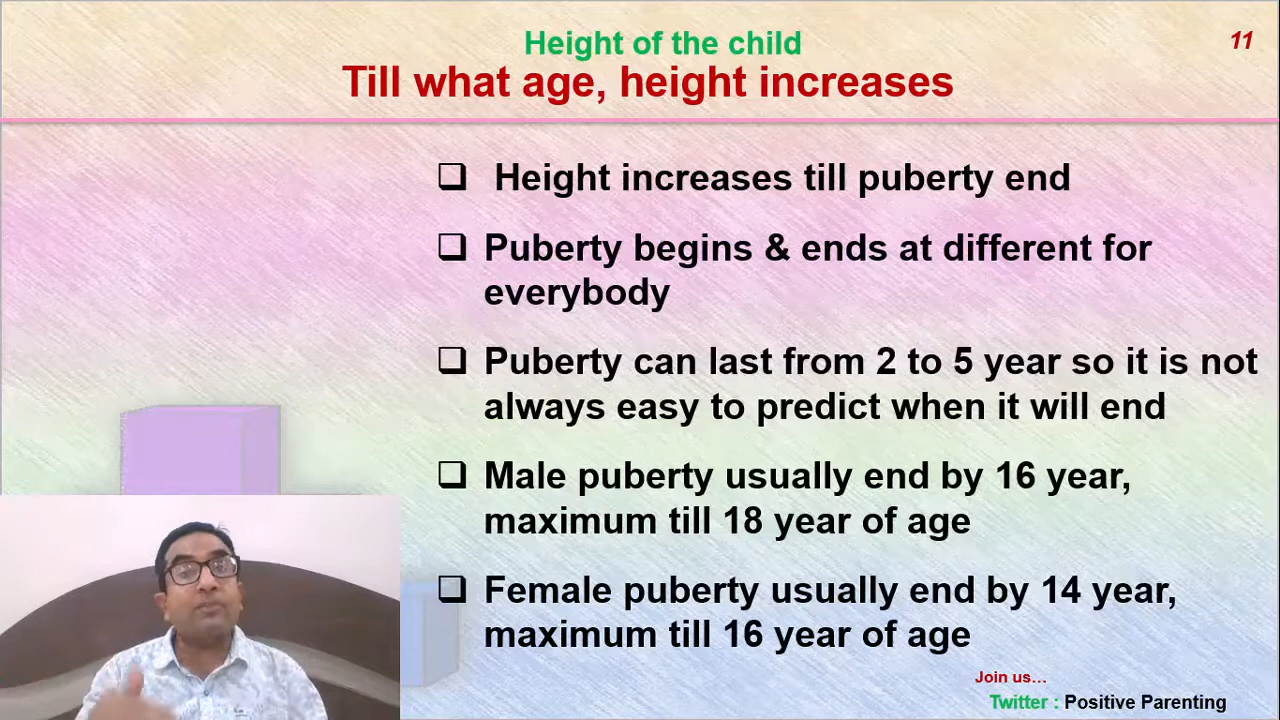 Height of the child
11
Till what age, height increases
❑ Height increases till puberty end
❑ Puberty begins & ends at different for
everybody
❑ Puberty can last from 2 to 5 year so it is not
always easy to predict when it will end
❑ Male puberty usually end by 16 year,
maximum till 18 year of age
❑ Female puberty usually end by 14 year,
maximum till 16 year of age
Join us…
Twitter : Positive Parenting